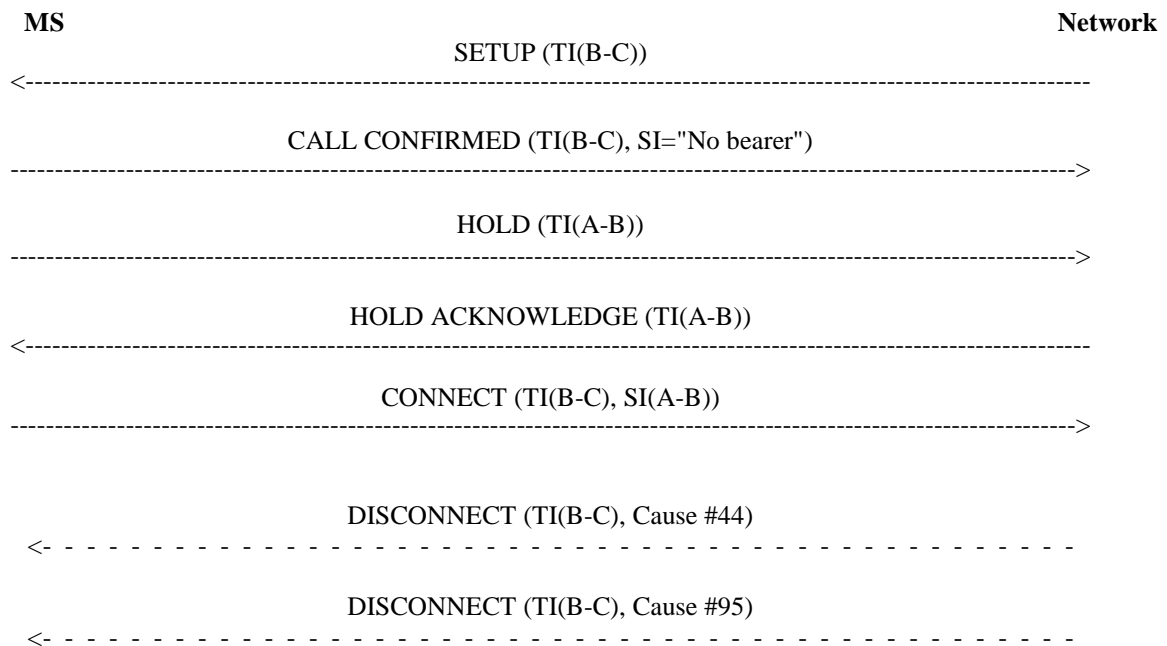 MS Network
SETUP (TI(B-C))
<-----------------------------------------------------------------------------------------------------------------
CALL CONFIRMED (TI(B-C), SI="No bearer")
----------------------------------------------------------------------------------------------------------------->
HOLD (TI(A-B))
----------------------------------------------------------------------------------------------------------------->
HOLD ACKNOWLEDGE (TI(A-B))
<-----------------------------------------------------------------------------------------------------------------
CONNECT (TI(B-C), SI(A-B))
----------------------------------------------------------------------------------------------------------------->
DISCONNECT (TI(B-C), Cause #44)
<- - - - - - - - - - - - - - - - - - - - - - - - - - - - - - - - - - - - - - - - - - - - - - - -
DISCONNECT (TI(B-C), Cause #95)
<- - - - - - - - - - - - - - - - - - - - - - - - - - - - - - - - - - - - - - - - - - - - - - - -